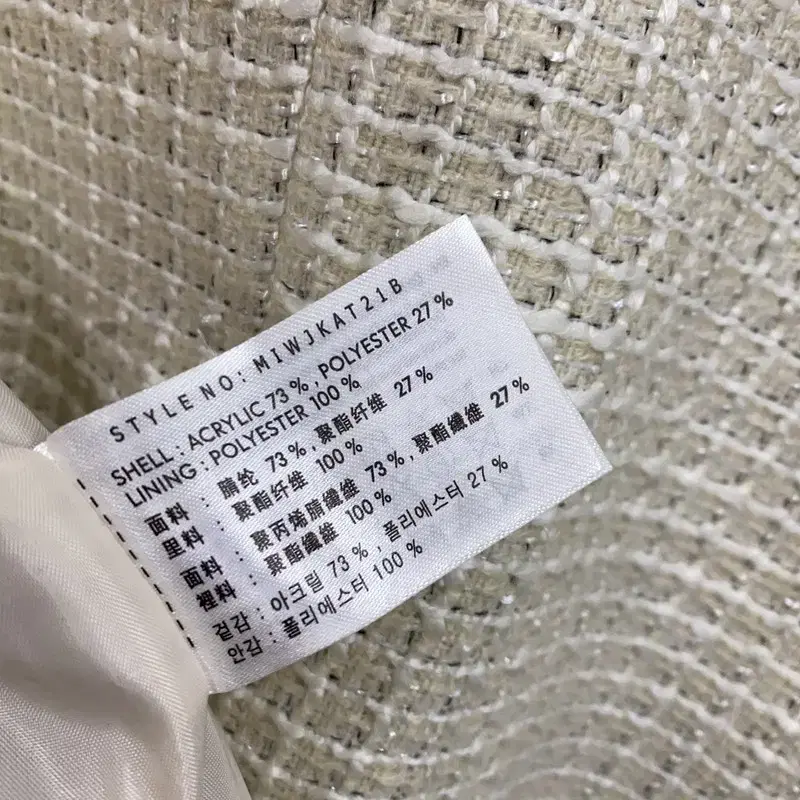 STYLE NO: MIWJKAT21B
SHELL : ACRYLIC 73 % , POLYESTER 27 %
LINING : POLYESTER 100 %
面料 : 腈纶 73 % , 聚酯纤维 27 %
里料 : 聚酯纤维 100 %
面料 : 聚丙烯腈纖維 73 % , 聚酯纖維 27 %
裡料 : 聚酯纖維 100 %
겉감 : 아크릴 73 % , 폴리에스터 27 %
안감 : 폴리에스터 100 %